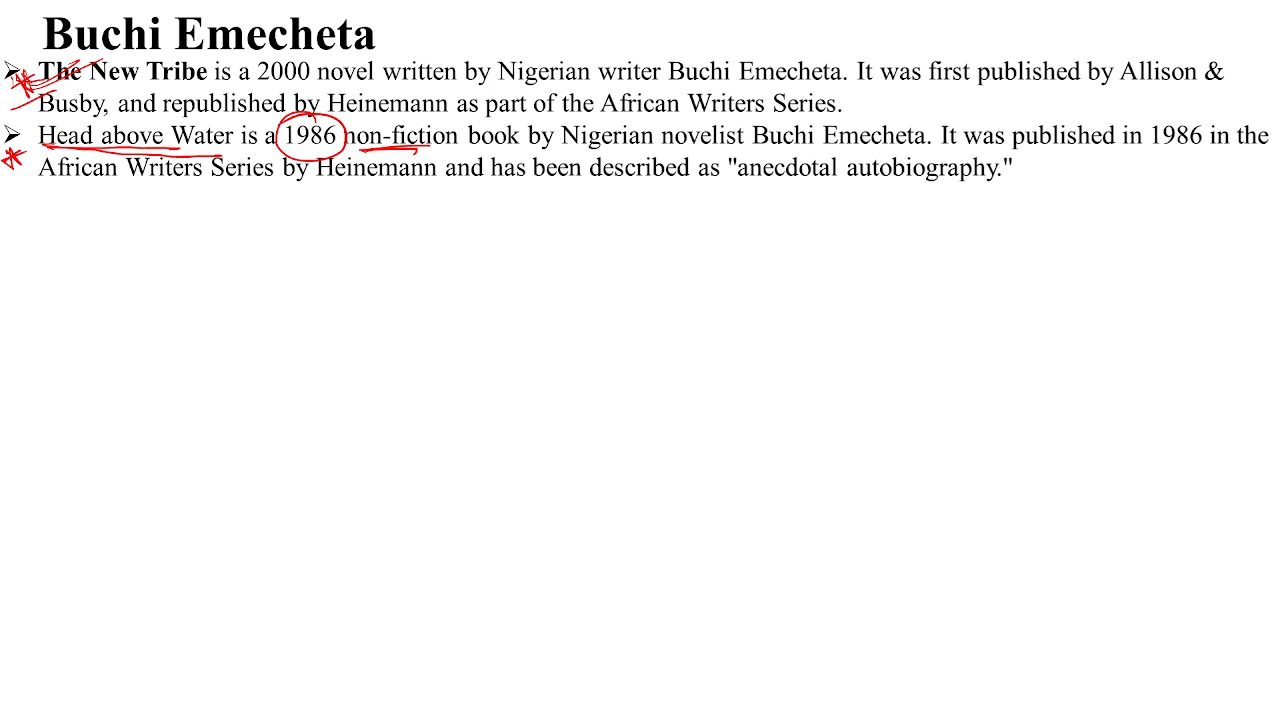 Buchi Emecheta
➢ The New Tribe is a 2000 novel written by Nigerian writer Buchi Emecheta. It was first published by Allison &
Busby, and republished by Heinemann as part of the African Writers Series.
➢ Head above Water is a 1986 non-fiction book by Nigerian novelist Buchi Emecheta. It was published in 1986 in the
African Writers Series by Heinemann and has been described as "anecdotal autobiography."